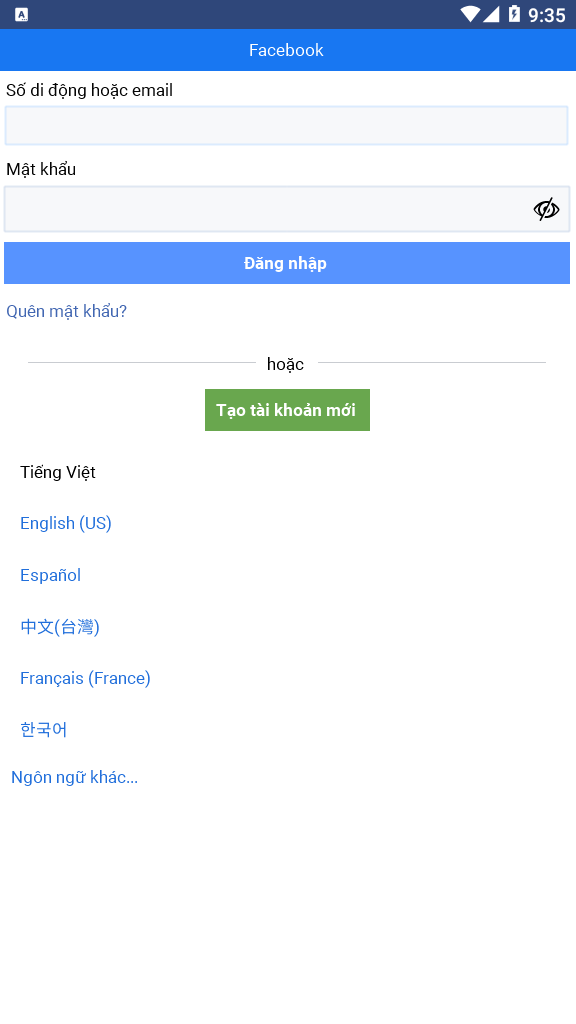 9:35
Facebook
Số di động hoặc email
Mật khẩu
Đăng nhập
Quên mật khẩu?
hoặc
Tạo tài khoản mới
Tiếng Việt
English (US)
Español
中文(台灣)
Français (France)
한국어
Ngôn ngữ khác...